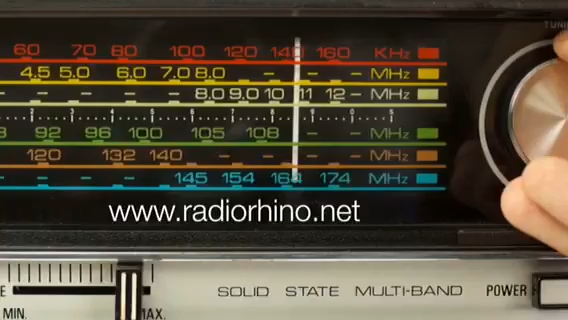 TUNI
60 70 80 100 120 140 160 KHz
4.5 5.0 6.0 7.0 8.0 – – – MHz
8.0 9.0 10 11 12 – MHz
92 96 100 105 108 – – MHz
120 132 140 – – – – MHz
145 154 164 174 MHz
www.radiorhino.net
E
MIN. MAX.
SOLID STATE MULTI-BAND POWER